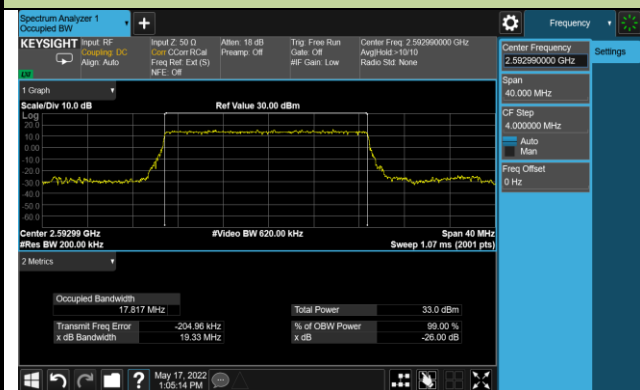 Spectrum Analyzer 1
Occupied BW
Frequency
KEYSIGHT
Input: RF
Coupling: DC
Align: Auto
Input Z: 50 Ω
Corr CCorr RCal
Freq Ref: Ext (S)
NFE: Off
Atten: 18 dB
Preamp: Off
Trig: Free Run
Gate: Off
#IF Gain: Low
Center Freq: 2.592990000 GHz
Avg|Hold:>10/10
Radio Std: None
Center Frequency
2.592990000 GHz
Settings
Span
40.000 MHz
CF Step
4.000000 MHz
Auto
Man
Freq Offset
0 Hz
1 Graph
Scale/Div 10.0 dB
Ref Value 30.00 dBm
Log
20.0
10.0
0.00
-10.0
-20.0
-30.0
-40.0
-50.0
-60.0
Center 2.59299 GHz
#Video BW 620.00 kHz
Span 40 MHz
#Res BW 200.00 kHz
Sweep 1.07 ms (2001 pts)
2 Metrics
Occupied Bandwidth
17.817 MHz
Total Power
33.0 dBm
Transmit Freq Error
-204.96 kHz
% of OBW Power
99.00 %
x dB Bandwidth
19.33 MHz
x dB
-26.00 dB
May 17, 2022
1:05:14 PM